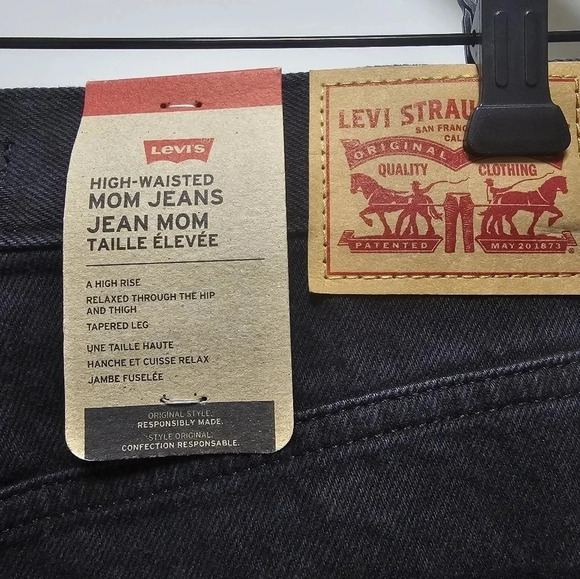 Levi's
HIGH-WAISTED
MOM JEANS
JEAN MOM
TAILLE ÉLEVÉE
A HIGH RISE
RELAXED THROUGH THE HIP
AND THIGH
TAPERED LEG
UNE TAILLE HAUTE
HANCHE ET CUISSE RELAX
JAMBE FUSELÉE
ORIGINAL STYLE.
RESPONSIBLY MADE.
STYLE ORIGINAL.
CONFECTION RESPONSABLE.
LEVI STRAU
SAN FRANC
CAL
ORIGINAL
QUALITY CLOTHING
PATENTED MAY 20 1873
®